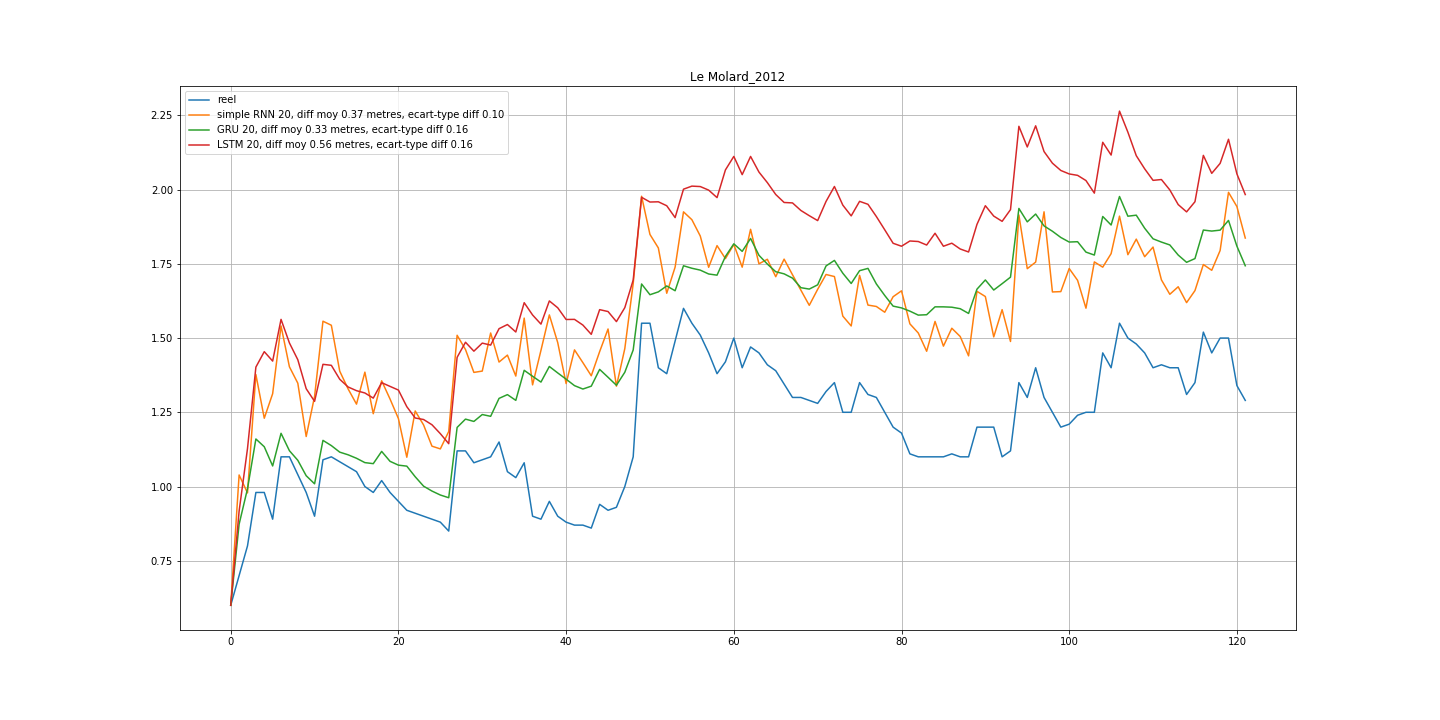 Le Molard_2012
reel
simple RNN 20, diff moy 0.37 metres, ecart-type diff 0.10
GRU 20, diff moy 0.33 metres, ecart-type diff 0.16
LSTM 20, diff moy 0.56 metres, ecart-type diff 0.16
2.25
2.00
1.75
1.50
1.25
1.00
0.75
0 20 40 60 80 100 120